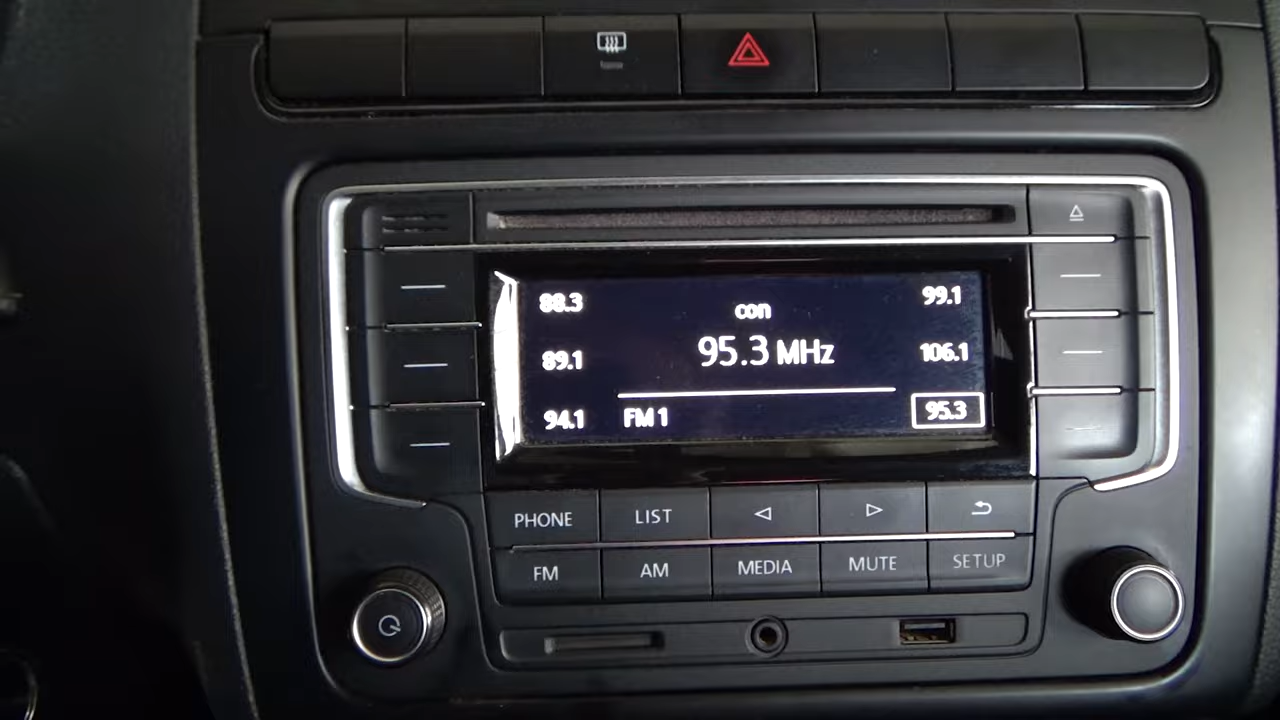 88.3
con
99.1
89.1
95.3 MHz
106.1
94.1
FM 1
95.3
PHONE
LIST
FM
AM
MEDIA
MUTE
SETUP